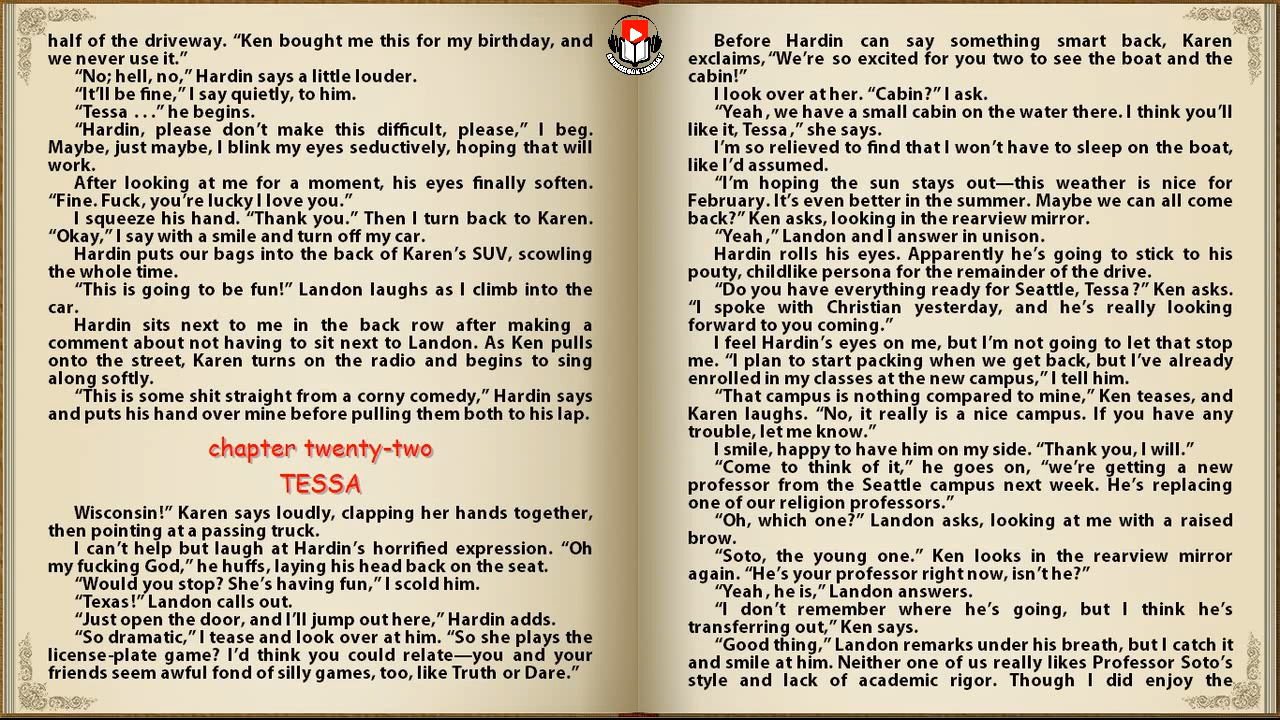 half of the driveway. “Ken bought me this for my birthday, and
we never use it.”
“No; hell, no,” Hardin says a little louder.
“It’ll be fine,” I say quietly, to him.
“Tessa . . .” he begins.
“Hardin, please don’t make this difficult, please,” I beg.
Maybe, just maybe, I blink my eyes seductively, hoping that will
work.
After looking at me for a moment, his eyes finally soften.
“Fine. Fuck, you’re lucky I love you.”
I squeeze his hand. “Thank you.” Then I turn back to Karen.
“Okay,” I say with a smile and turn off my car.
Hardin puts our bags into the back of Karen’s SUV, scowling
the whole time.
“This is going to be fun!” Landon laughs as I climb into the
car.
Hardin sits next to me in the back row after making a
comment about not having to sit next to Landon. As Ken pulls
onto the street, Karen turns on the radio and begins to sing
along softly.
“This is some shit straight from a corny comedy,” Hardin says
and puts his hand over mine before pulling them both to his lap.
chapter twenty-two
TESSA
Wisconsin!” Karen says loudly, clapping her hands together,
then pointing at a passing truck.
I can’t help but laugh at Hardin’s horrified expression. “Oh
my fucking God,” he huffs, laying his head back on the seat.
“Would you stop? She’s having fun,” I scold him.
“Texas!” Landon calls out.
“Just open the door, and I’ll jump out here,” Hardin adds.
“So dramatic,” I tease and look over at him. “So she plays the
license-plate game? I’d think you could relate—you and your
friends seem awful fond of silly games, too, like Truth or Dare.”
Before Hardin can say something smart back, Karen
exclaims, “We’re so excited for you two to see the boat and the
cabin!”
I look over at her. “Cabin?” I ask.
“Yeah, we have a small cabin on the water there. I think you’ll
like it, Tessa,” she says.
I’m so relieved to find that I won’t have to sleep on the boat,
like I’d assumed.
“I’m hoping the sun stays out—this weather is nice for
February. It’s even better in the summer. Maybe we can all come
back?” Ken asks, looking in the rearview mirror.
“Yeah,” Landon and I answer in unison.
Hardin rolls his eyes. Apparently he’s going to stick to his
pouty, childlike persona for the remainder of the drive.
“Do you have everything ready for Seattle, Tessa?” Ken asks.
“I spoke with Christian yesterday, and he’s really looking
forward to you coming.”
I feel Hardin’s eyes on me, but I’m not going to let that stop
me. “I plan to start packing when we get back, but I’ve already
enrolled in my classes at the new campus,” I tell him.
“That campus is nothing compared to mine,” Ken teases, and
Karen laughs. “No, it really is a nice campus. If you have any
trouble, let me know.”
I smile, happy to have him on my side. “Thank you, I will.”
“Come to think of it,” he goes on, “we’re getting a new
professor from the Seattle campus next week. He’s replacing
one of our religion professors.”
“Oh, which one?” Landon asks, looking at me with a raised
brow.
“Soto, the young one.” Ken looks in the rearview mirror
again. “He’s your professor right now, isn’t he?”
“Yeah, he is,” Landon answers.
“I don’t remember where he’s going, but I think he’s
transferring out,” Ken says.
“Good thing,” Landon remarks under his breath, but I catch it
and smile at him. Neither one of us really likes Professor Soto’s
style and lack of academic rigor. Though I did enjoy the